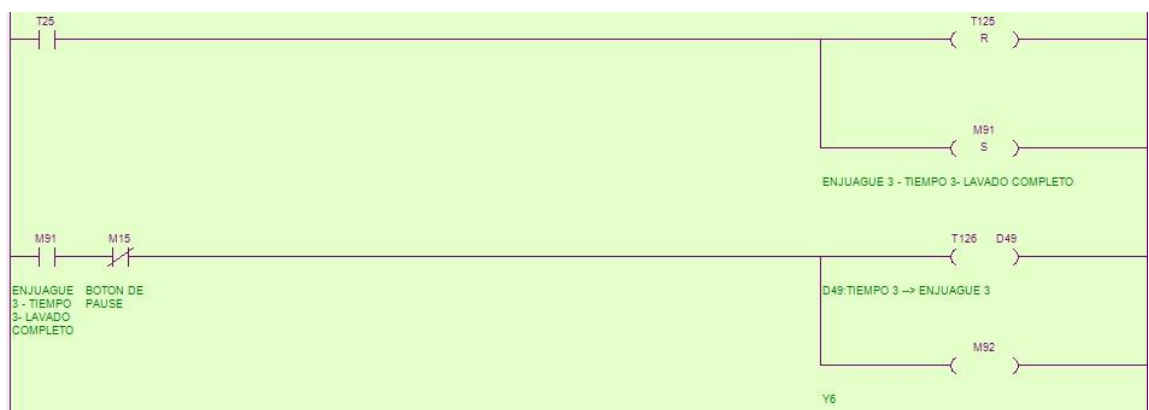 T25 T125
R
M91
S
ENJUAGUE 3 - TIEMPO 3- LAVADO COMPLETO
M91 M15 T126 D49
ENJUAGUE
3 - TIEMPO
3- LAVADO
COMPLETO
BOTON DE
PAUSE
D49:TIEMPO 3 --> ENJUAGUE 3
M92
Y6